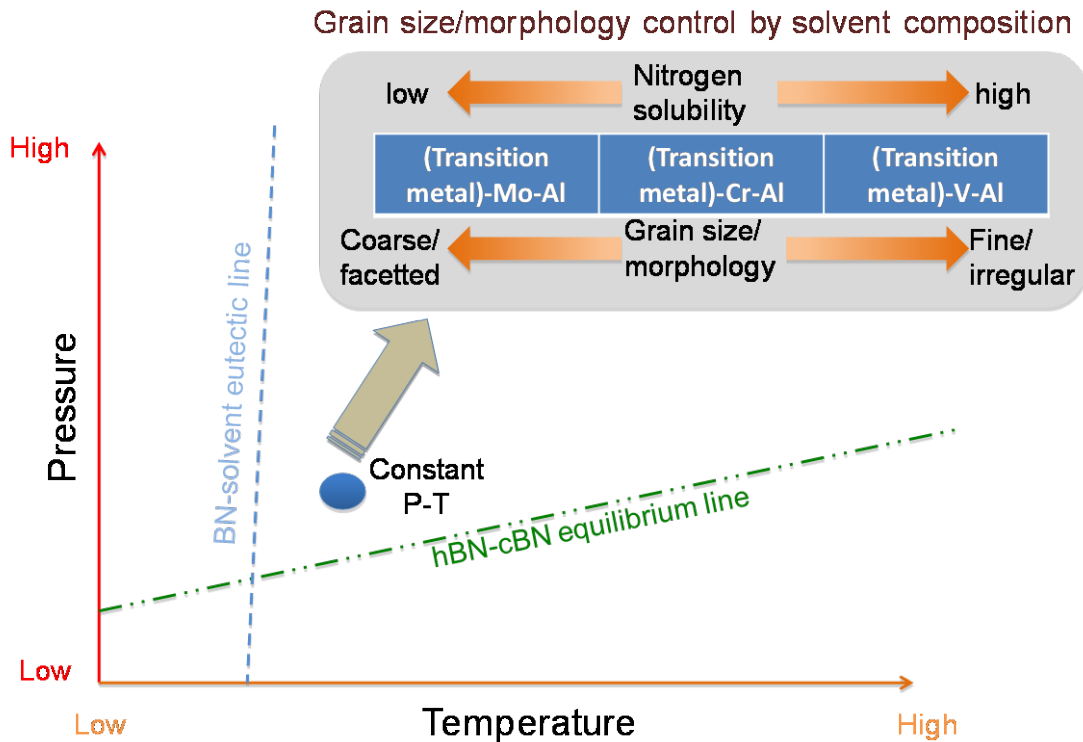 Grain size/morphology control by solvent composition
low
Nitrogen
solubility
high
(Transition
metal)-Mo-Al
(Transition
metal)-Cr-Al
(Transition
metal)-V-Al
Coarse/
facetted
Grain size/
morphology
Fine/
irregular
High
Pressure
BN-solvent eutectic line
Constant
P-T
hBN-cBN equilibrium line
Low
Low
Temperature
High